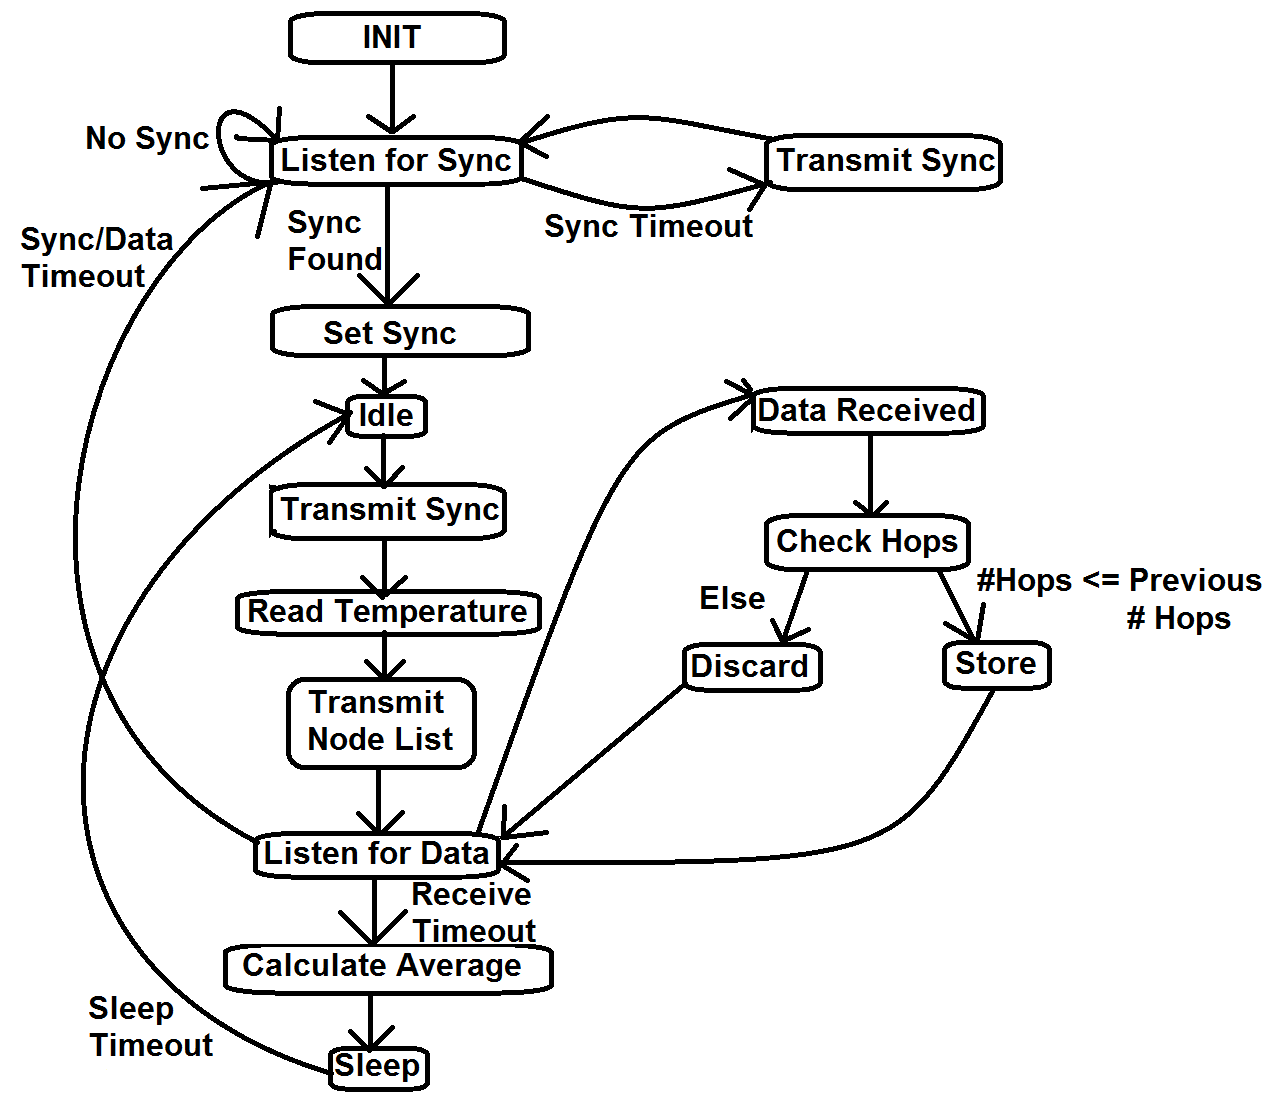 INIT
No Sync
Listen for Sync
Transmit Sync
Sync/Data
Timeout
Sync
Found
Sync Timeout
Set Sync
Idle
Data Received
Transmit Sync
Check Hops
Else
#Hops <= Previous
# Hops
Read Temperature
Discard
Store
Transmit
Node List
Listen for Data
Receive
Timeout
Calculate Average
Sleep
Timeout
Sleep